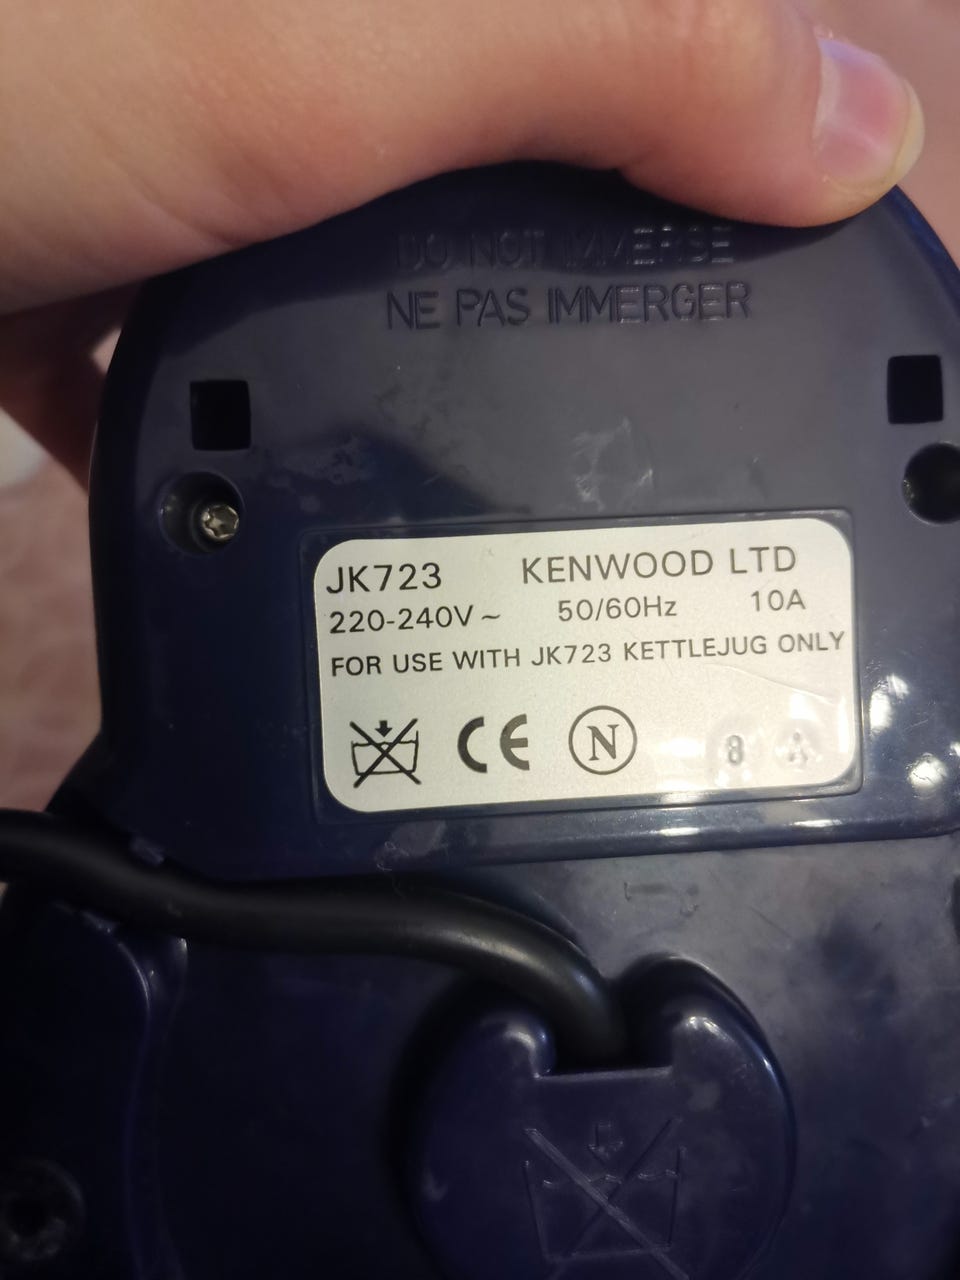 DO NOT IMMERSE
NE PAS IMMERGER
JK723 KENWOOD LTD
220-240V~ 50/60Hz 10A
FOR USE WITH JK723 KETTLEJUG ONLY
CE N 8 A